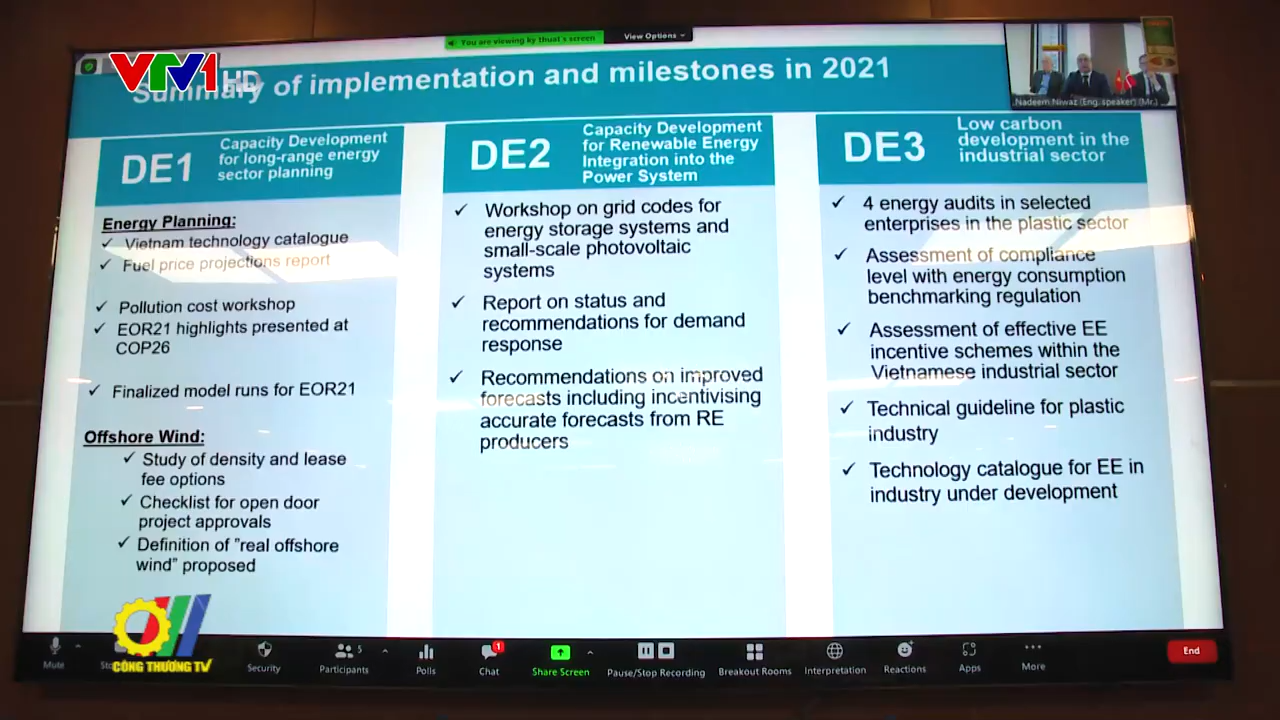 You are viewing by thuat's screen
View Options
VTV1 HD
Summary of implementation and milestones in 2021
Nadeem Niwaz (Eng. speaker) (Mr.)
DE1
Capacity Development
for long-range energy
sector planning
Energy Planning:
✓ Vietnam technology catalogue
✓ Fuel price projections report
✓ Pollution cost workshop
✓ EOR21 highlights presented at
COP26
✓ Finalized model runs for EOR21
Offshore Wind:
✓ Study of density and lease
fee options
✓ Checklist for open door
project approvals
✓ Definition of "real offshore
wind" proposed
DE2
Capacity Development
for Renewable Energy
Integration into the
Power System
✓ Workshop on grid codes for
energy storage systems and
small-scale photovoltaic
systems
✓ Report on status and
recommendations for demand
response
✓ Recommendations on improved
forecasts including incentivising
accurate forecasts from RE
producers
DE3
Low carbon
development in the
industrial sector
✓ 4 energy audits in selected
enterprises in the plastic sector
✓ Assessment of compliance
level with energy consumption
benchmarking regulation
✓ Assessment of effective EE
incentive schemes within the
Vietnamese industrial sector
✓ Technical guideline for plastic
industry
✓ Technology catalogue for EE in
industry under development
CÔNG THƯƠNG TV
Mute
Security
Participants 5
Polls
Chat 1
Share Screen
Pause/Stop Recording
Breakout Rooms
Interpretation
Reactions
Apps
More
End